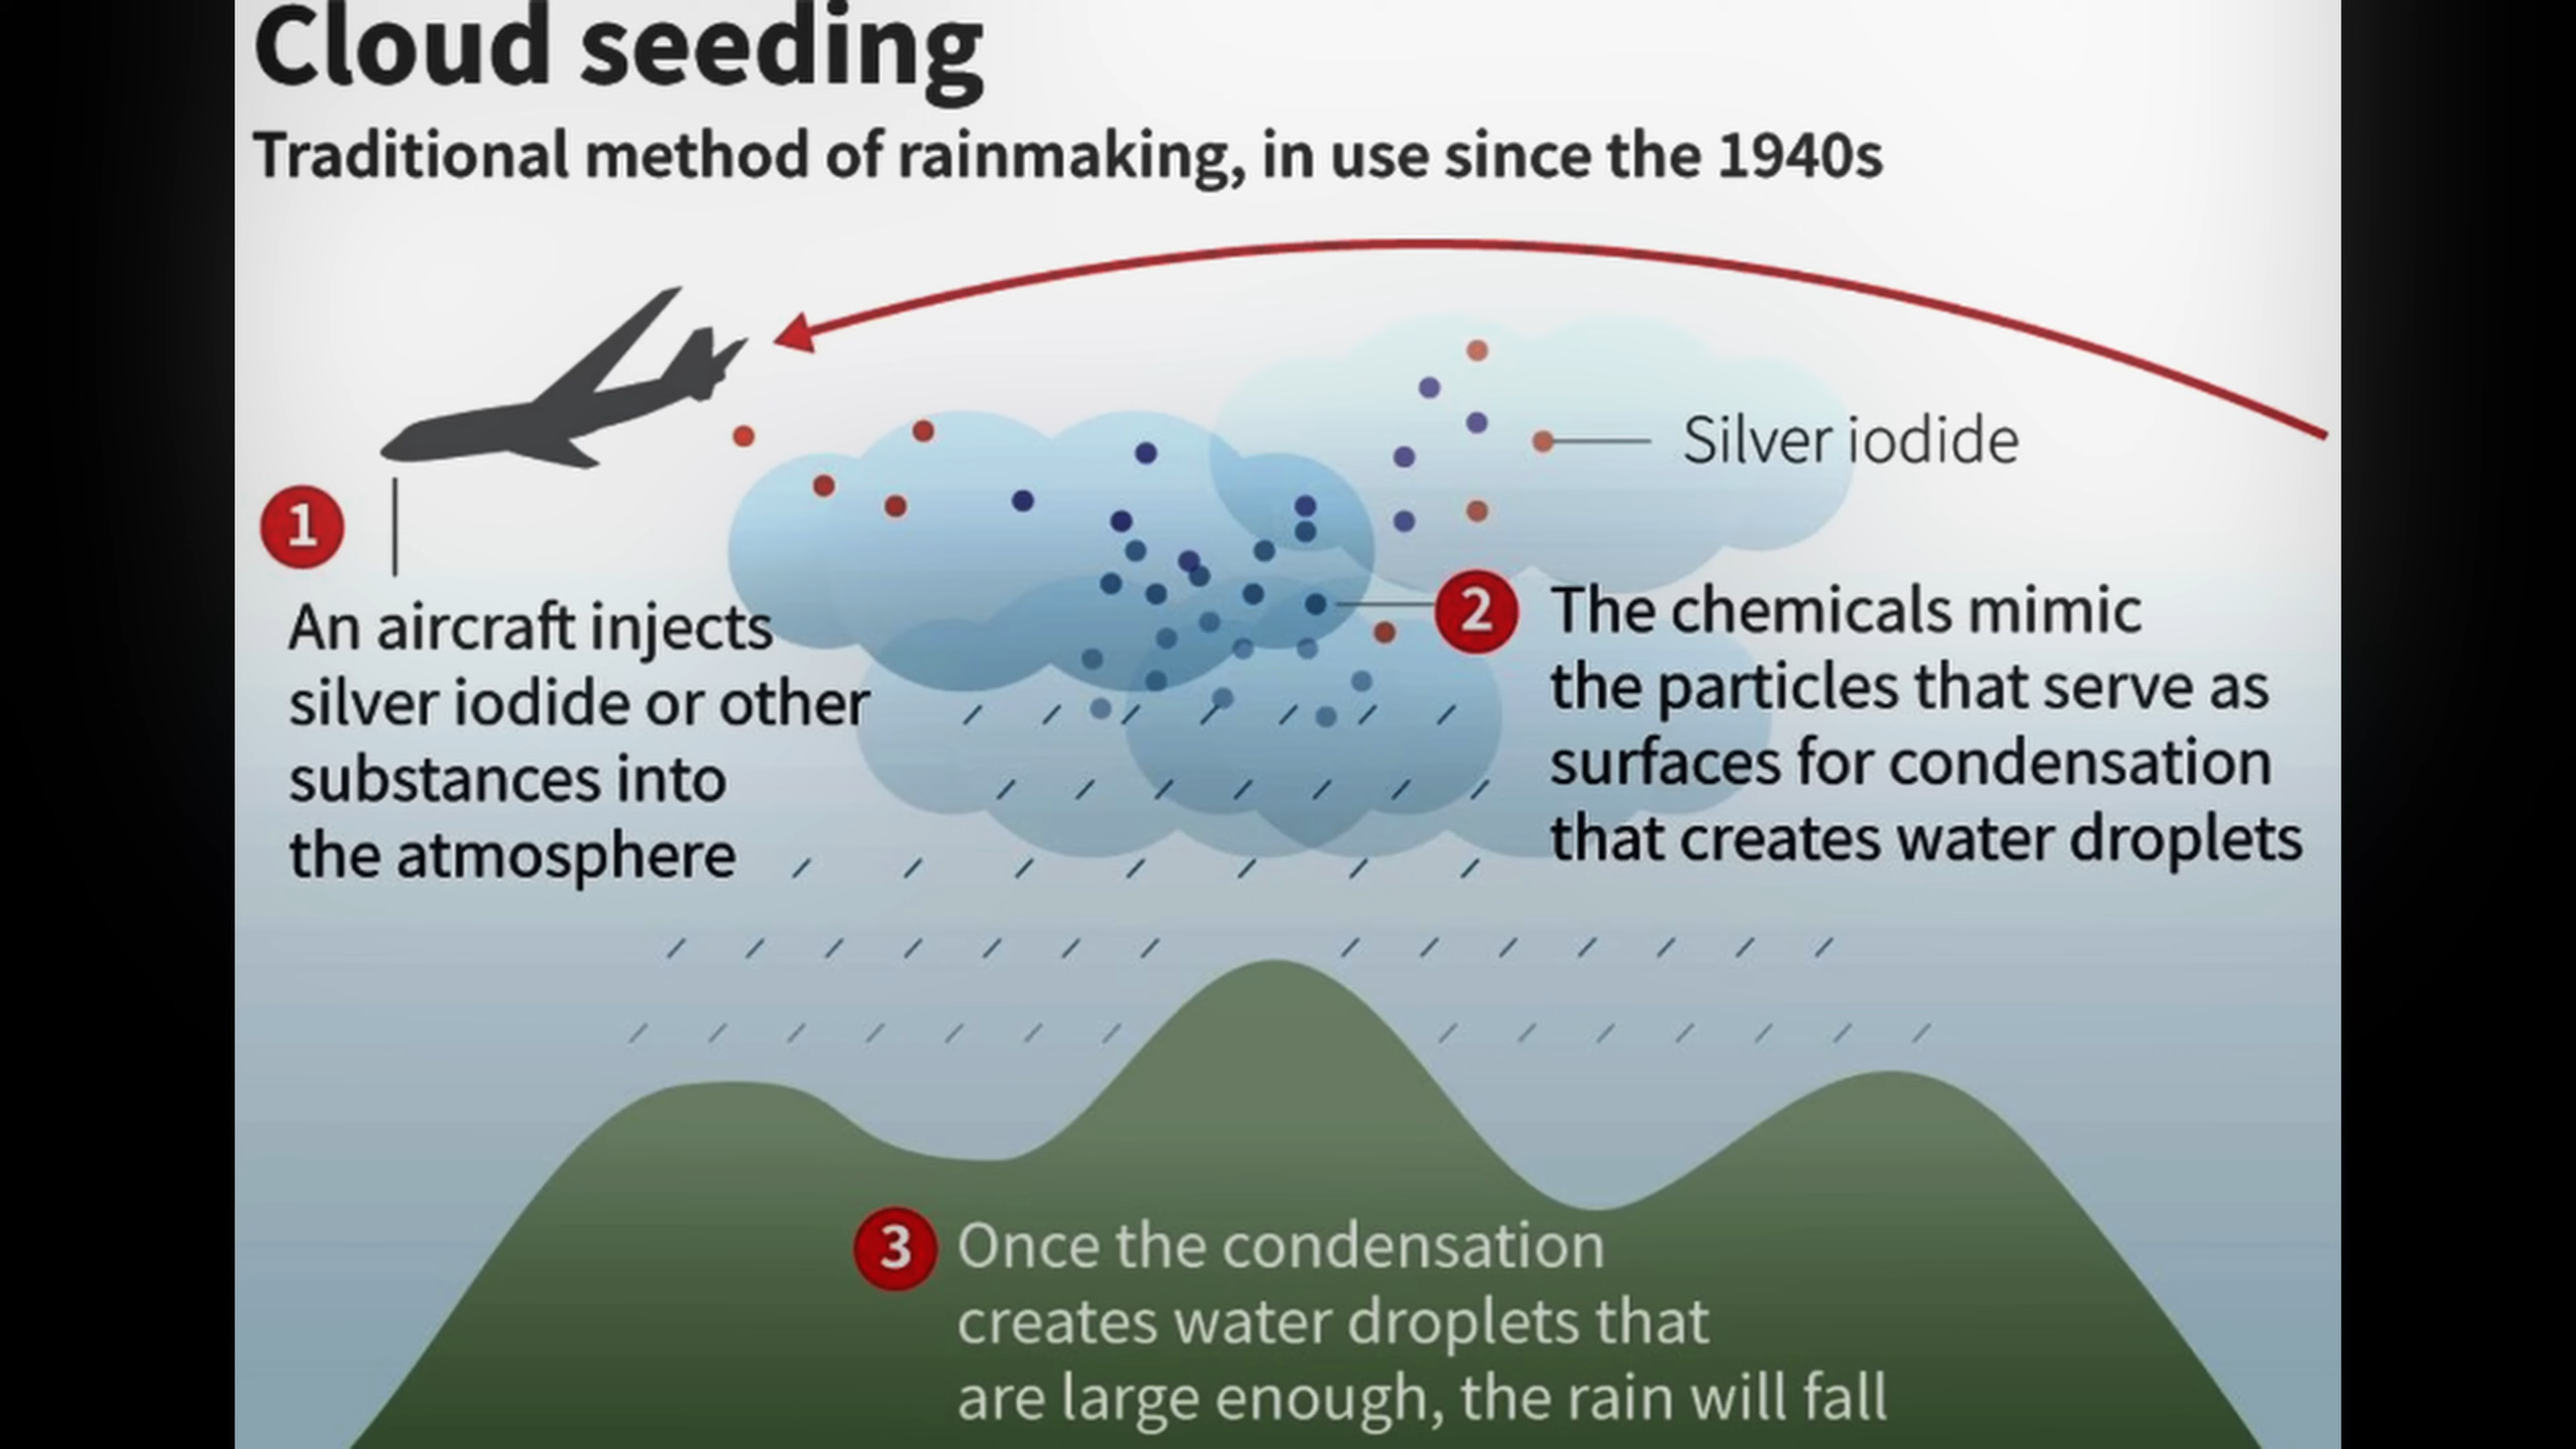 Cloud seeding
Traditional method of rainmaking, in use since the 1940s
Silver iodide
1
An aircraft injects
silver iodide or other
substances into
the atmosphere
2
The chemicals mimic
the particles that serve as
surfaces for condensation
that creates water droplets
3
Once the condensation
creates water droplets that
are large enough, the rain will fall